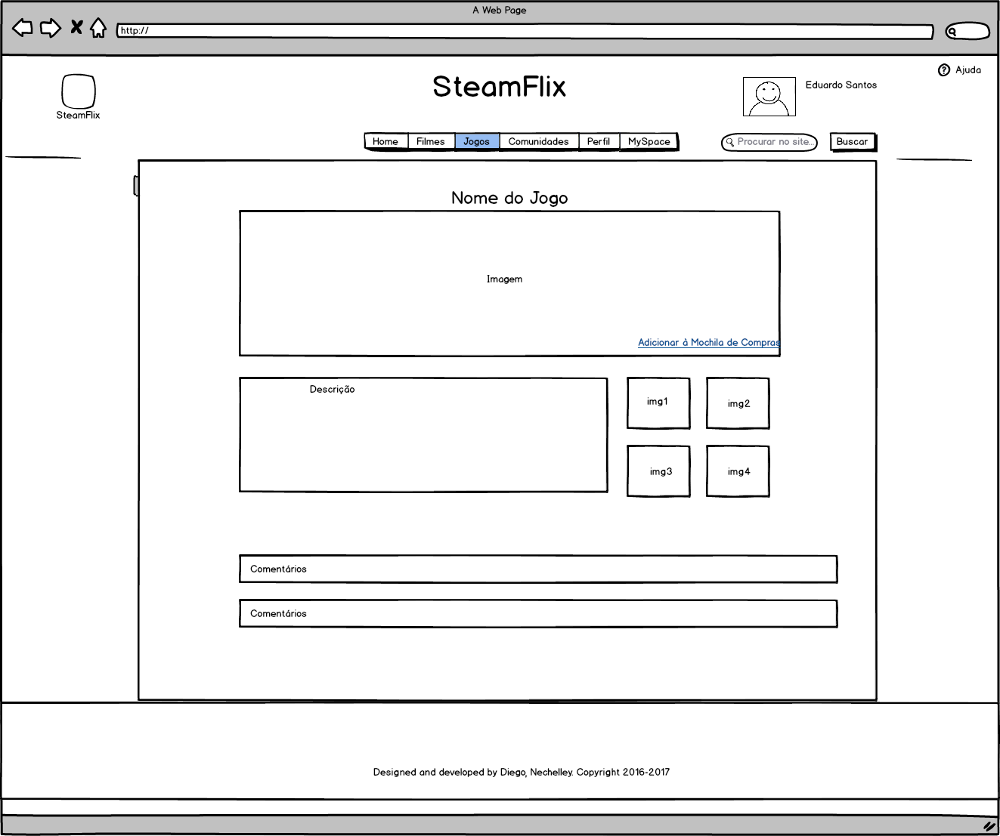 A Web Page
http://
Ajuda
SteamFlix
Eduardo Santos
SteamFlix
Home Filmes Jogos Comunidades Perfil MySpace
Procurar no site...
Buscar
Nome do Jogo
Imagem
Adicionar à Mochila de Compras
Descrição
img1
img2
img3
img4
Comentários
Comentários
Designed and developed by Diego, Nechelley. Copyright 2016-2017